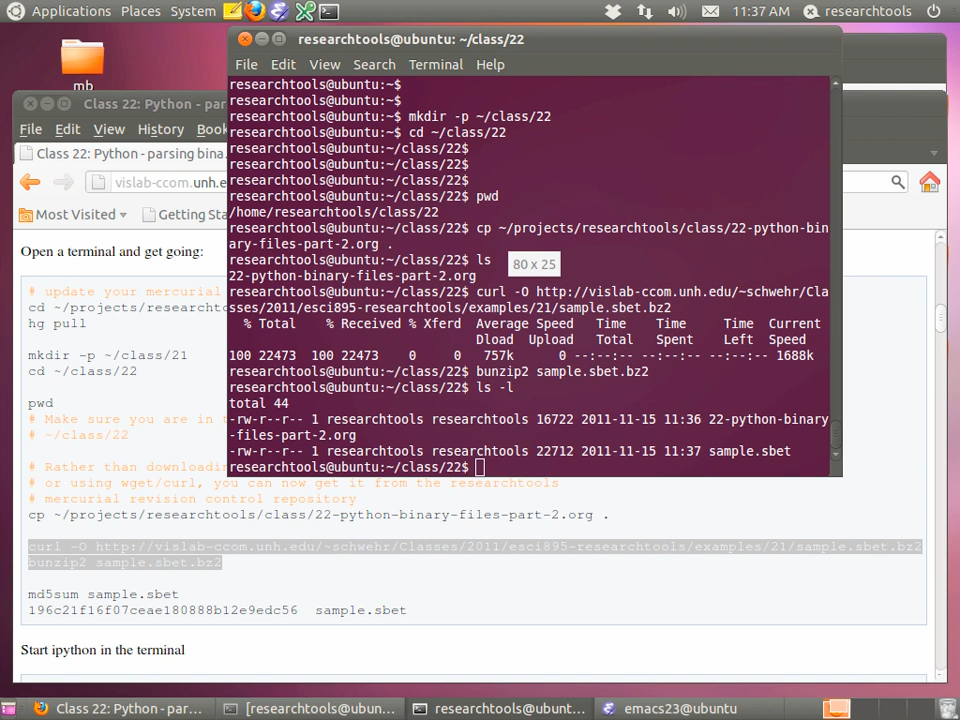 Applications Places System
11:37 AM researchtools
mb
researchtools@ubuntu: ~/class/22
File Edit View Search Terminal Help
researchtools@ubuntu:~$
researchtools@ubuntu:~$
researchtools@ubuntu:~$ mkdir -p ~/class/22
researchtools@ubuntu:~$ cd ~/class/22
researchtools@ubuntu:~/class/22$
researchtools@ubuntu:~/class/22$
researchtools@ubuntu:~/class/22$
researchtools@ubuntu:~/class/22$ pwd
/home/researchtools/class/22
researchtools@ubuntu:~/class/22$ cp ~/projects/researchtools/class/22-python-bin
ary-files-part-2.org .
researchtools@ubuntu:~/class/22$ ls
22-python-binary-files-part-2.org
80 x 25
researchtools@ubuntu:~/class/22$ curl -O http://vislab-ccom.unh.edu/~schwehr/Cla
sses/2011/esci895-researchtools/examples/21/sample.sbet.bz2
% Total % Received % Xferd Average Speed Time Time Time Current
Dload Upload Total Spent Left Speed
100 22473 100 22473 0 0 757k 0 --:--:-- --:--:-- --:--:-- 1688k
researchtools@ubuntu:~/class/22$ bunzip2 sample.sbet.bz2
researchtools@ubuntu:~/class/22$ ls -l
total 44
-rw-r--r-- 1 researchtools researchtools 16722 2011-11-15 11:36 22-python-binary
-files-part-2.org
-rw-r--r-- 1 researchtools researchtools 22712 2011-11-15 11:37 sample.sbet
researchtools@ubuntu:~/class/22$
Class 22: Python - par
File Edit View History Book
Class 22: Python - parsing bina
vislab-ccom.unh.e
Most Visited Getting Sta
Open a terminal and get going:
# update your mercurial
cd ~/projects/researchto
hg pull
mkdir -p ~/class/21
cd ~/class/22
pwd
# Make sure you are in t
# ~/class/22
# Rather than downloadin
# or using wget/curl, you can now get it from the researchtools
# mercurial revision control repository
cp ~/projects/researchtools/class/22-python-binary-files-part-2.org .
curl -O http://vislab-ccom.unh.edu/~schwehr/Classes/2011/esci895-researchtools/examples/21/sample.sbet.bz2
bunzip2 sample.sbet.bz2
md5sum sample.sbet
196c21f16f07ceae180888b12e9edc56 sample.sbet
Start ipython in the terminal
Class 22: Python - par... [researchtools@ubun... researchtools@ubunt... emacs23@ubuntu